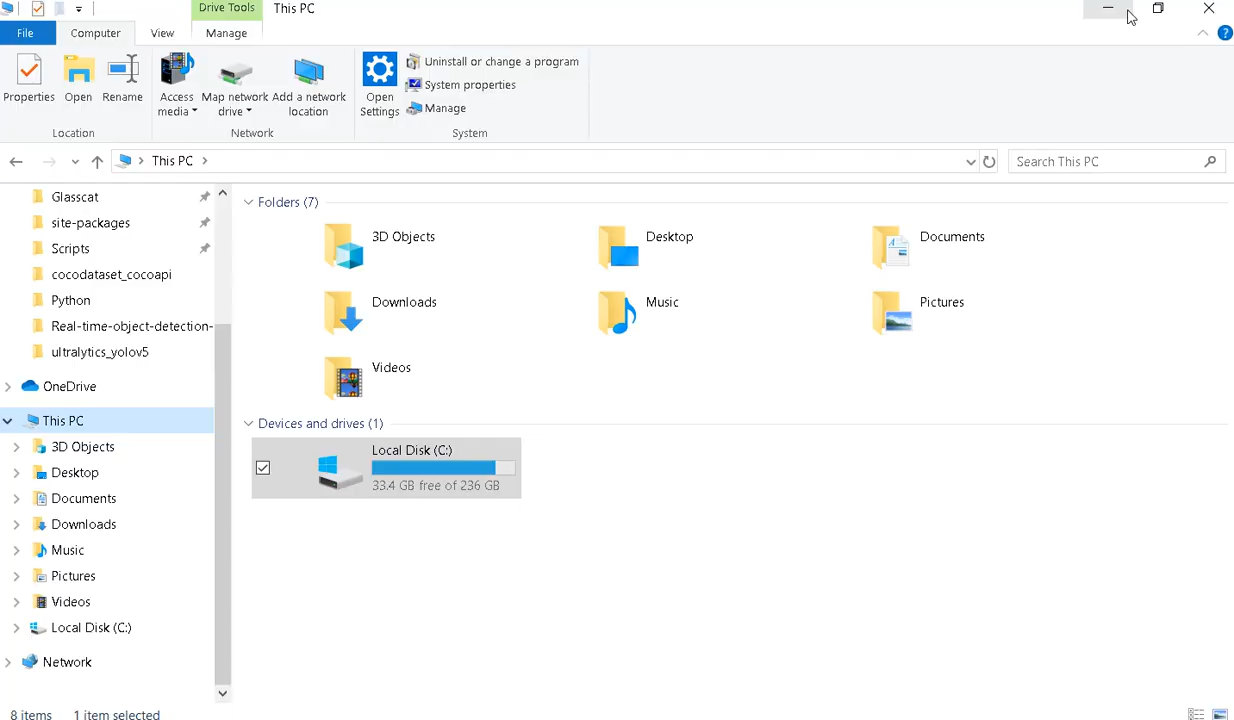 Drive Tools This PC
File Computer View Manage
Properties Open Rename Access media Map network drive Add a network location Open Settings Uninstall or change a program
System properties
Manage
Location Network System
This PC Search This PC
Glasscat
site-packages
Scripts
cocodataset_cocoapi
Python
Real-time-object-detection-
ultralytics_yolov5
OneDrive
This PC
3D Objects
Desktop
Documents
Downloads
Music
Pictures
Videos
Local Disk (C:)
Network
Folders (7)
3D Objects Desktop Documents
Downloads Music Pictures
Videos
Devices and drives (1)
Local Disk (C:)
33.4 GB free of 236 GB
8 items 1 item selected